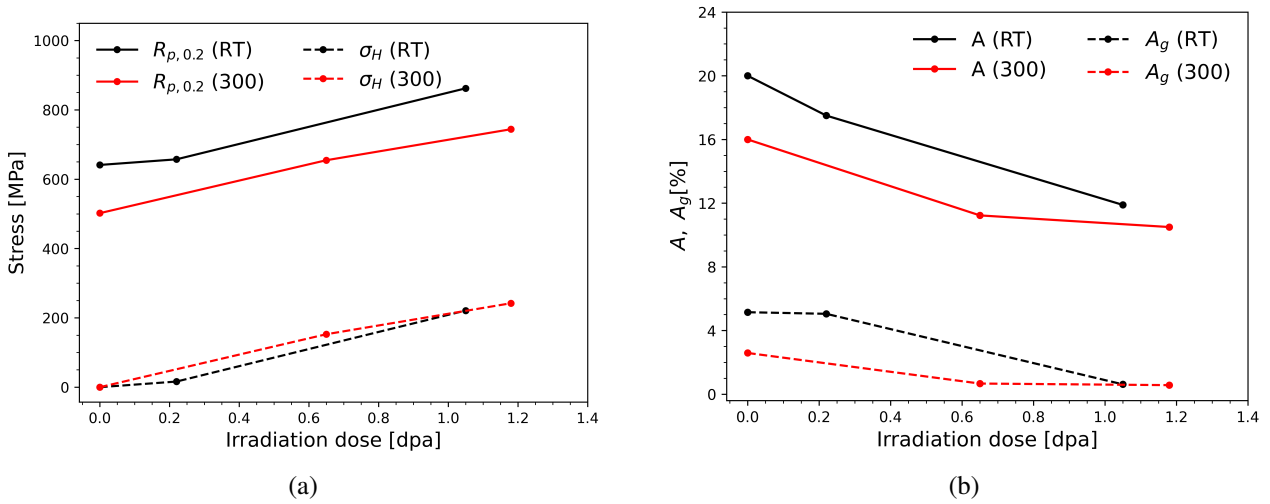 1000
800
600
400
200
0
Stress [MPa]
R_{p,0.2} (RT)
R_{p,0.2} (300)
σ_H (RT)
σ_H (300)
0.0 0.2 0.4 0.6 0.8 1.0 1.2 1.4
Irradiation dose [dpa]
(a)
24
20
16
12
8
4
0
A, A_g[%]
A (RT)
A (300)
A_g (RT)
A_g (300)
0.0 0.2 0.4 0.6 0.8 1.0 1.2 1.4
Irradiation dose [dpa]
(b)